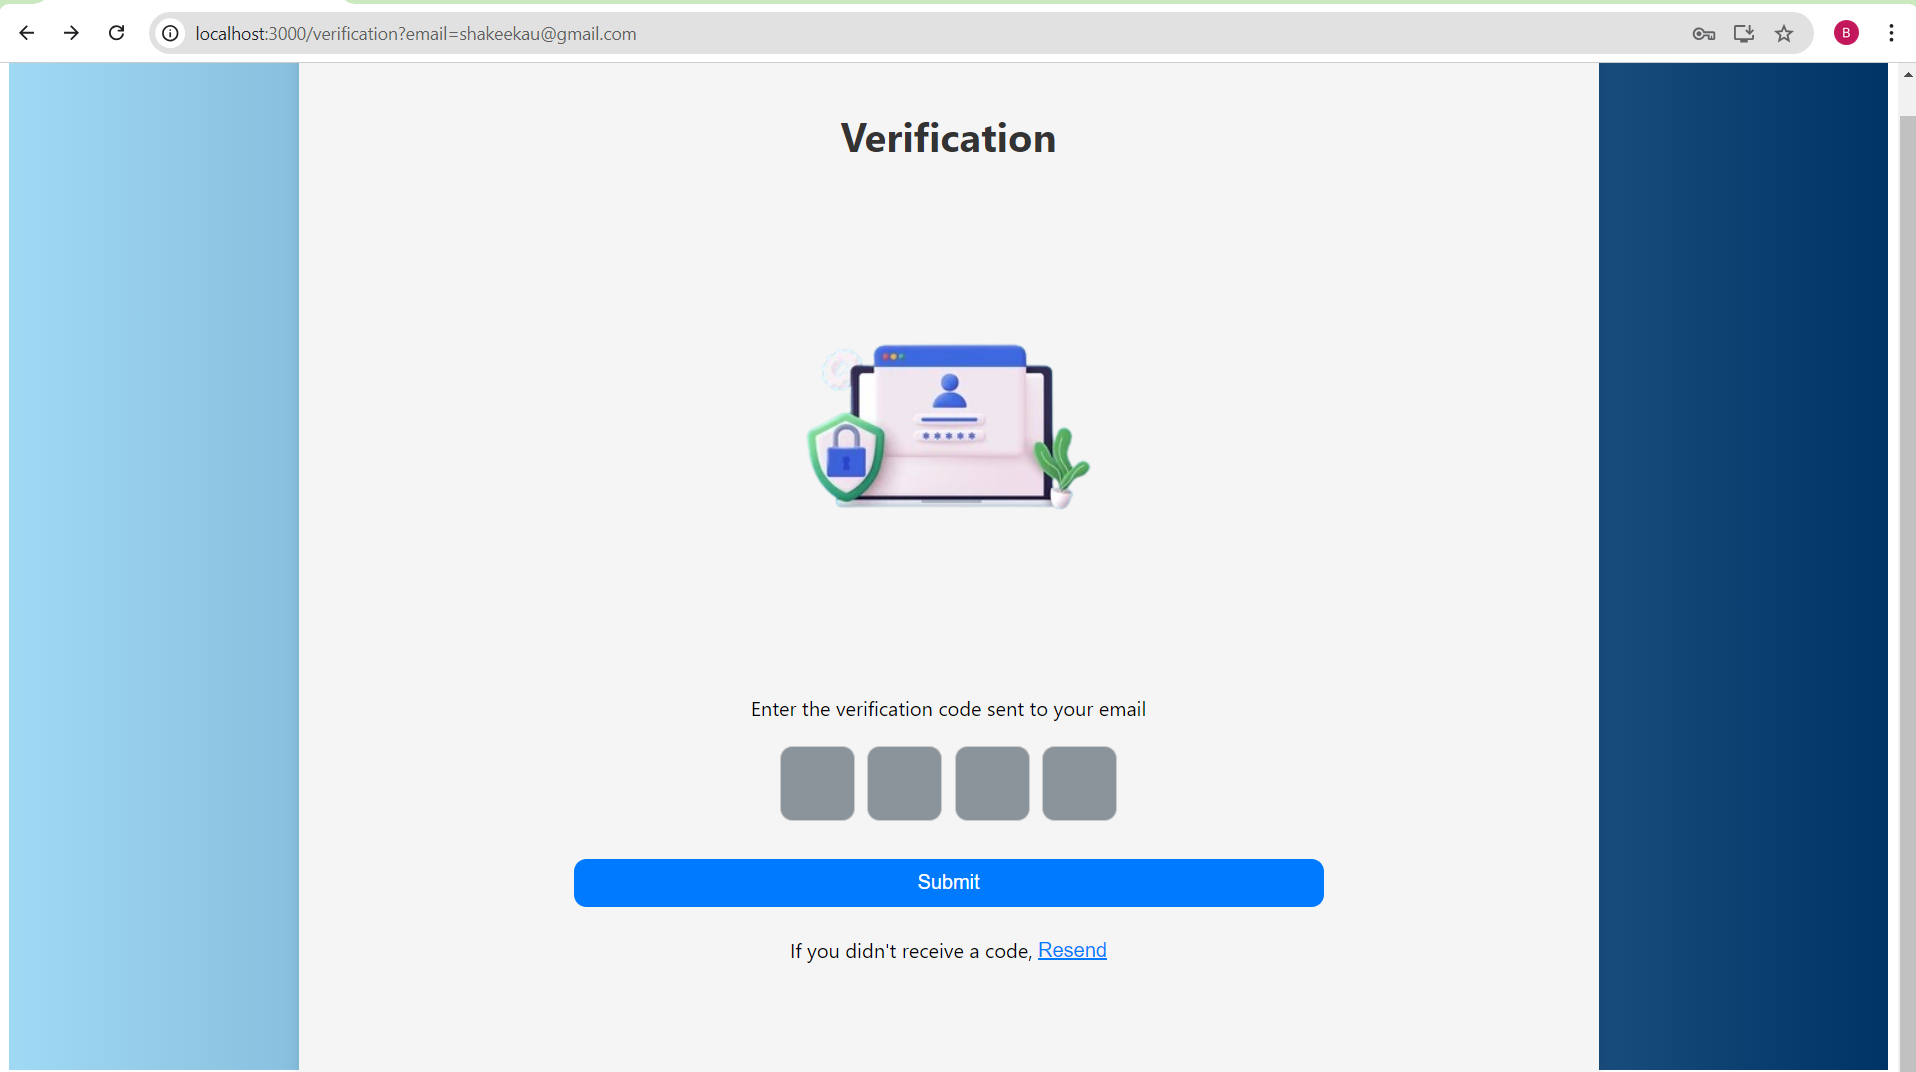 localhost:3000/verification?email=shakeekau@gmail.com
B
Verification
*****
Enter the verification code sent to your email
Submit
If you didn't receive a code, Resend